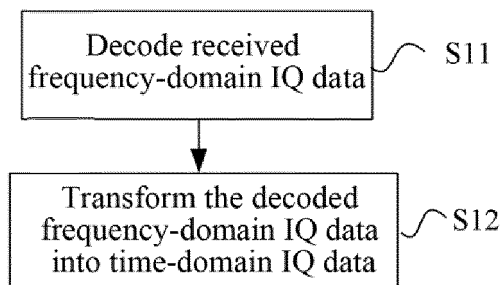 Decode received
frequency-domain IQ data
S11
Transform the decoded
frequency-domain IQ data
into time-domain IQ data
S12